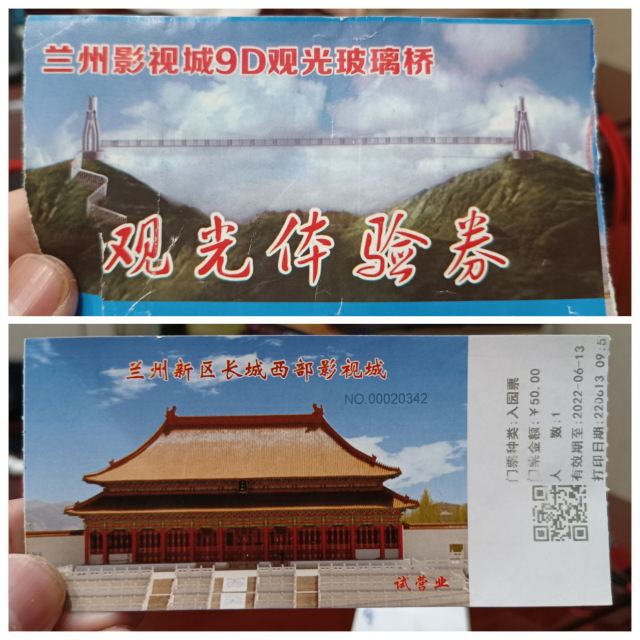 兰州影视城9D观光玻璃桥
观光体验券
兰州新区长城西部影视城
NO.00020342
试营业
门票种类:入园票
门票金额:¥50.00
人 数:1
有效期至:2022-06-13
打印日期:220613 09:5